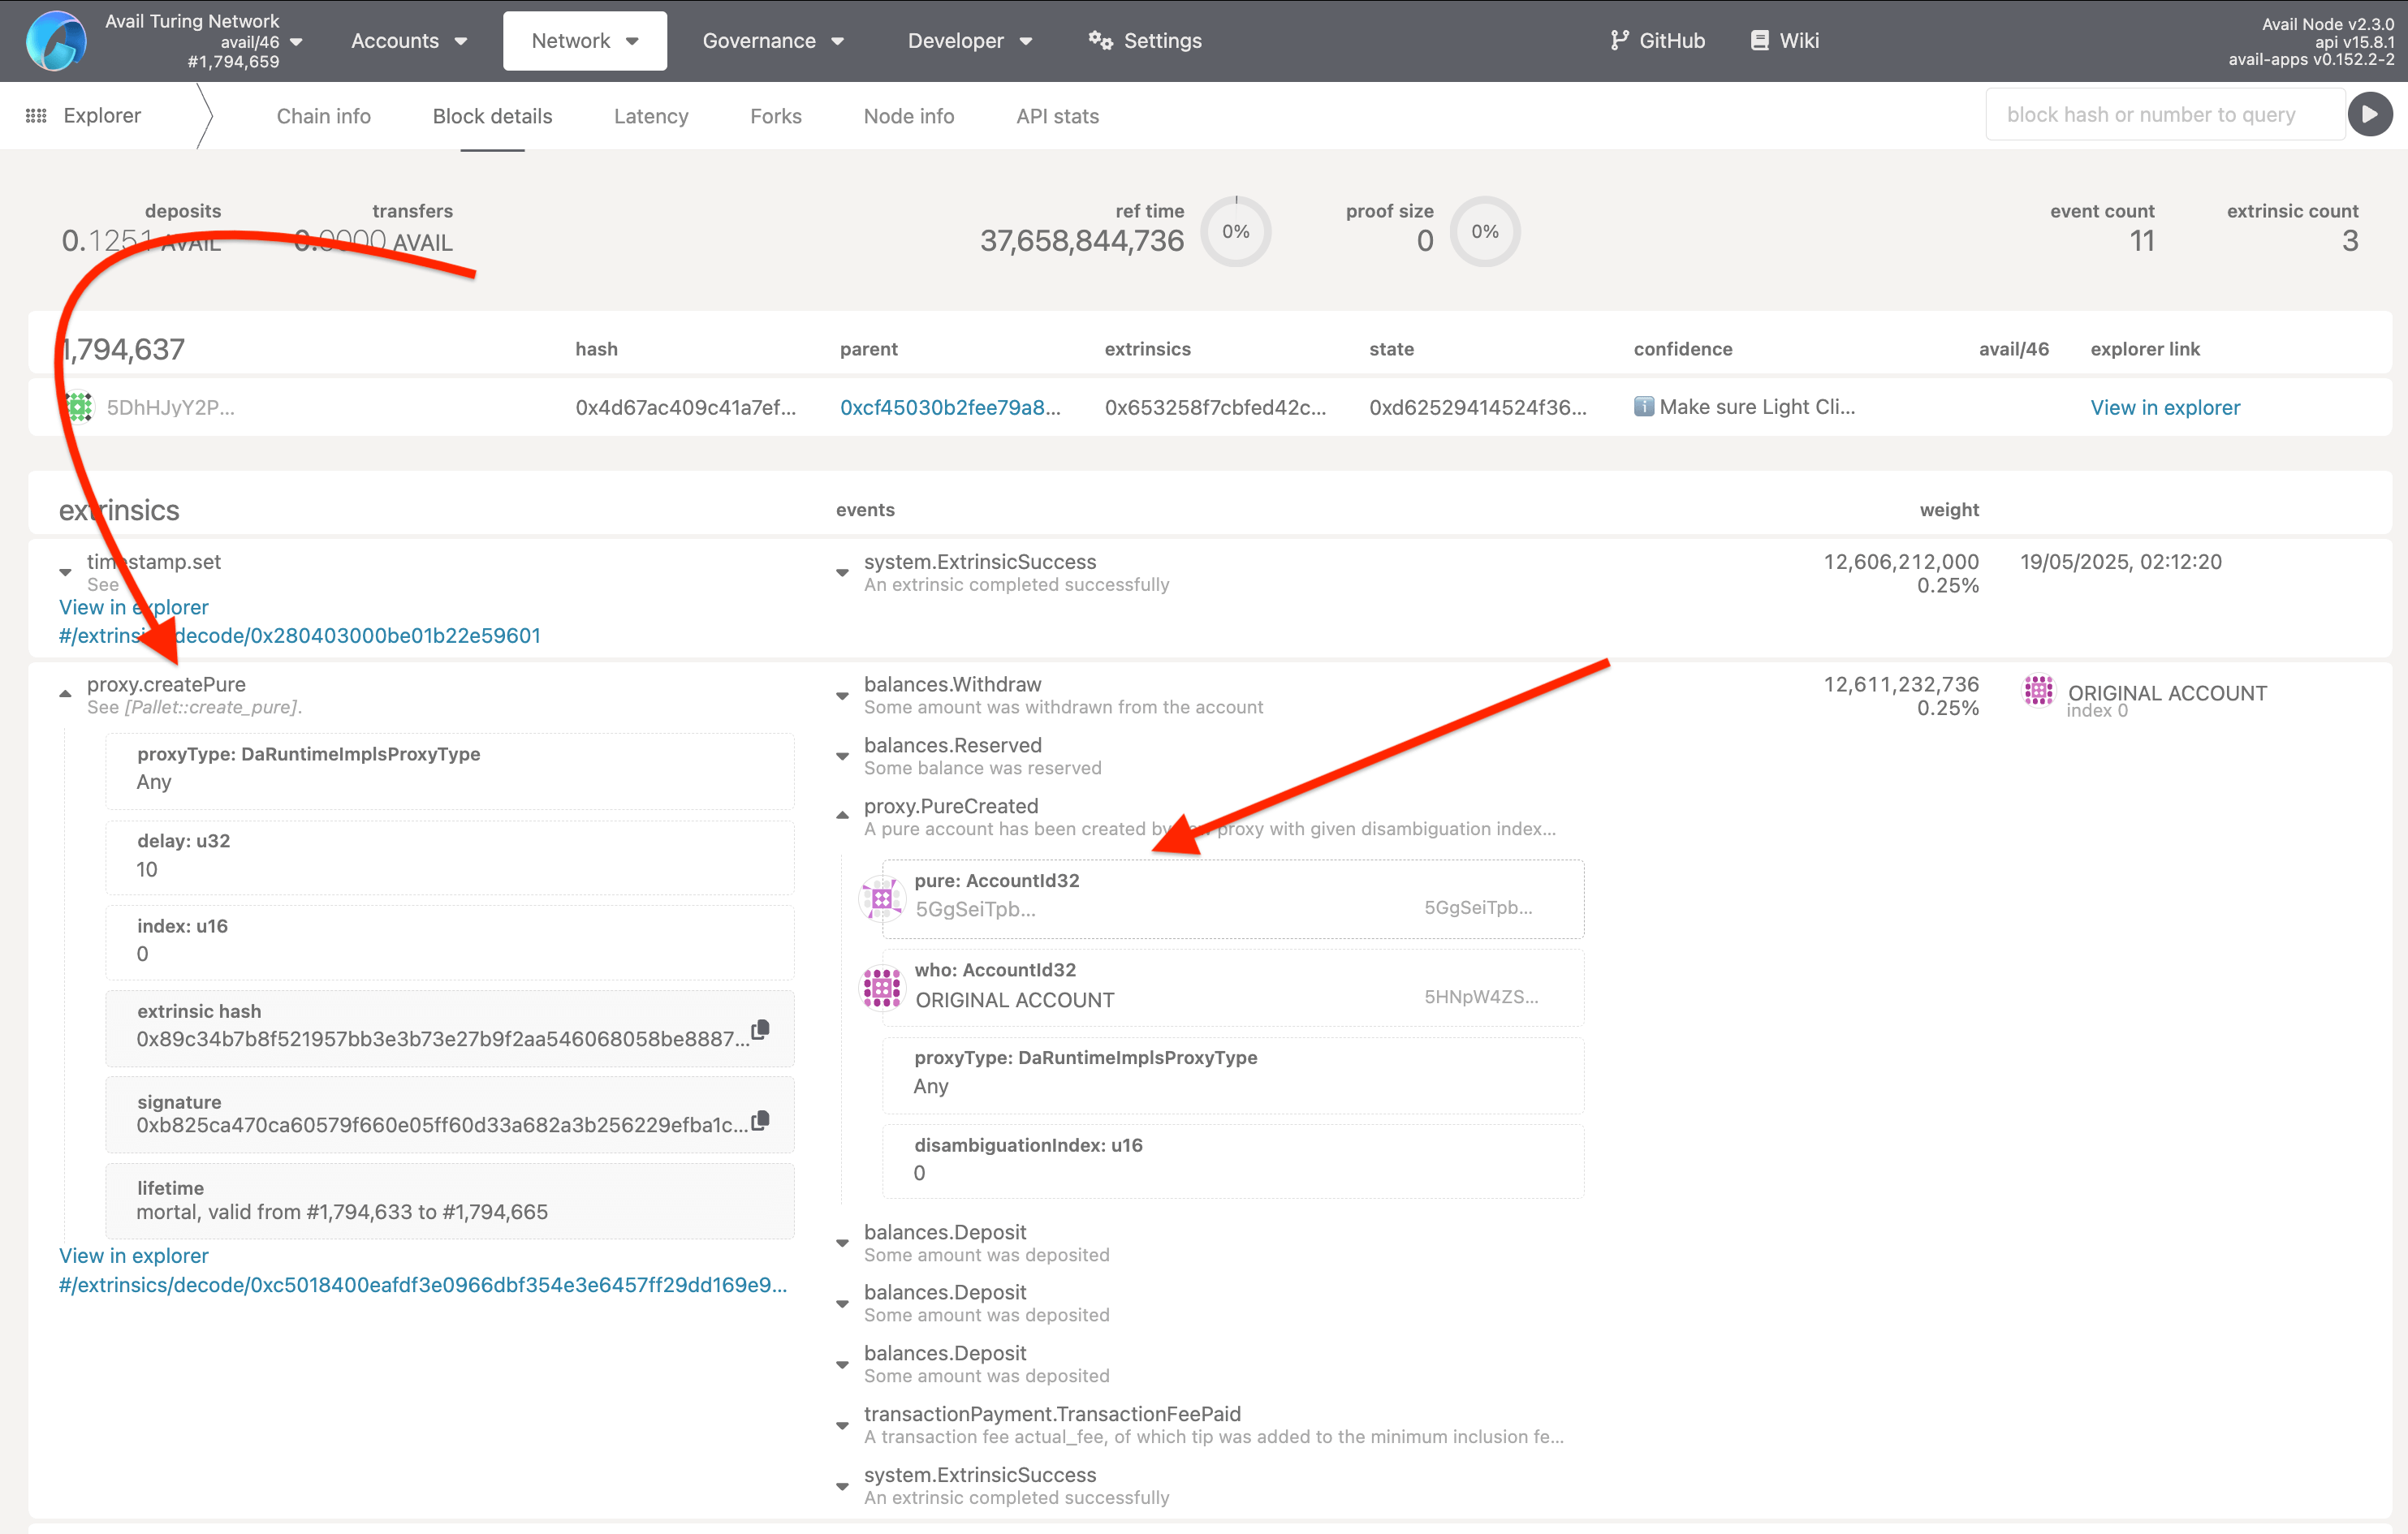 Avail Turing Network
avail/46
#1,794,659
Accounts
Network
Governance
Developer
Settings
GitHub
Wiki
Avail Node v2.3.0
api v15.8.1
avail-apps v0.152.2-2
Explorer
Chain info
Block details
Latency
Forks
Node info
API stats
block hash or number to query
deposits
0.1251 AVAIL
transfers
0.0000 AVAIL
ref time
37,658,844,736
0%
proof size
0
0%
event count
11
extrinsic count
3
1,794,637
hash
parent
extrinsics
state
confidence
avail/46
explorer link
5DhHJyY2P...
0x4d67ac409c41a7ef...
0xcf45030b2fee79a8...
0x653258f7cbfed42c...
0xd62529414524f36...
Make sure Light Cli...
View in explorer
extrinsics
events
weight
timestamp.set
See
View in explorer
#/extrinsics/decode/0x280403000be01b22e59601
system.ExtrinsicSuccess
An extrinsic completed successfully
12,606,212,000
0.25%
19/05/2025, 02:12:20
proxy.createPure
See [Pallet::create_pure].
proxyType: DaRuntimeImplsProxyType
Any
delay: u32
10
index: u16
0
extrinsic hash
0x89c34b7b8f521957bb3e3b73e27b9f2aa546068058be8887...
signature
0xb825ca470ca60579f660e05ff60d33a682a3b256229efba1c...
lifetime
mortal, valid from #1,794,633 to #1,794,665
View in explorer
#/extrinsics/decode/0xc5018400eafdf3e0966dbf354e3e6457ff29dd169e9...
balances.Withdraw
Some amount was withdrawn from the account
balances.Reserved
Some balance was reserved
proxy.PureCreated
A pure account has been created by proxy with given disambiguation index...
pure: AccountId32
5GgSeiTpb...
5GgSeiTpb...
who: AccountId32
ORIGINAL ACCOUNT
5HNpW4ZS...
proxyType: DaRuntimeImplsProxyType
Any
disambiguationIndex: u16
0
balances.Deposit
Some amount was deposited
balances.Deposit
Some amount was deposited
balances.Deposit
Some amount was deposited
transactionPayment.TransactionFeePaid
A transaction fee actual_fee, of which tip was added to the minimum inclusion fe...
system.ExtrinsicSuccess
An extrinsic completed successfully
12,611,232,736
0.25%
ORIGINAL ACCOUNT
index 0